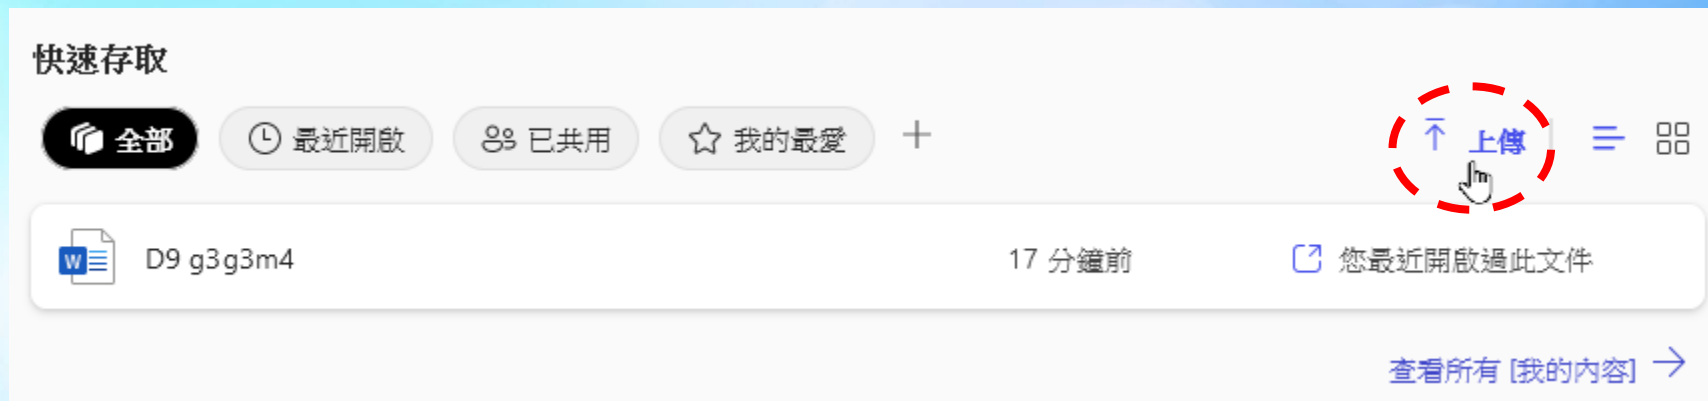 快速存取
全部 最近開啟 已共用 我的最愛 + 上傳
W D9 g3g3m4 17 分鐘前 您最近開啟過此文件
查看所有 [我的內容] →